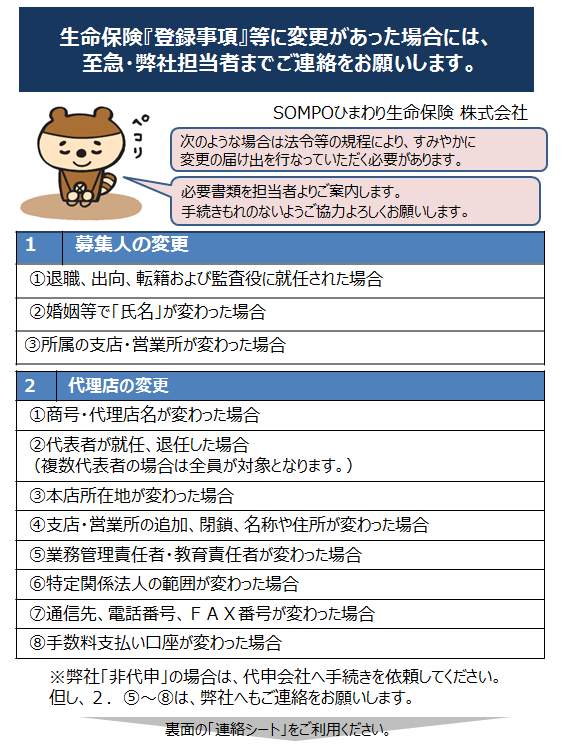 生命保険『登録事項』等に変更があった場合には、
至急・弊社担当者までご連絡をお願いします。
SOMPOひまわり生命保険 株式会社
ペコリ
次のような場合は法令等の規程により、すみやかに
変更の届け出を行なっていただく必要があります。
必要書類を担当者よりご案内します。
手続きもれのないようご協力よろしくお願いします。
1 募集人の変更
①退職、出向、転籍および監査役に就任された場合
②婚姻等で「氏名」が変わった場合
③所属の支店・営業所が変わった場合
2 代理店の変更
①商号・代理店名が変わった場合
②代表者が就任、退任した場合
（複数代表者の場合は全員が対象となります。）
③本店所在地が変わった場合
④支店・営業所の追加、閉鎖、名称や住所が変わった場合
⑤業務管理責任者・教育責任者が変わった場合
⑥特定関係法人の範囲が変わった場合
⑦通信先、電話番号、ＦＡＸ番号が変わった場合
⑧手数料支払い口座が変わった場合
※弊社「非代申」の場合は、代申会社へ手続きを依頼してください。
但し、２．⑤～⑧は、弊社へもご連絡をお願いします。
裏面の「連絡シート」をご利用ください。